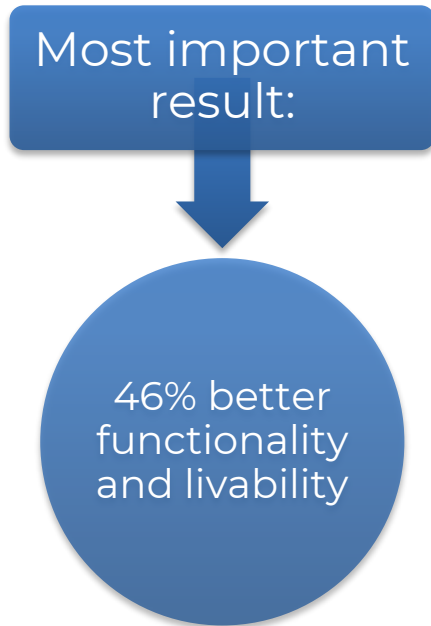 Most important
result:
46% better
functionality
and livability